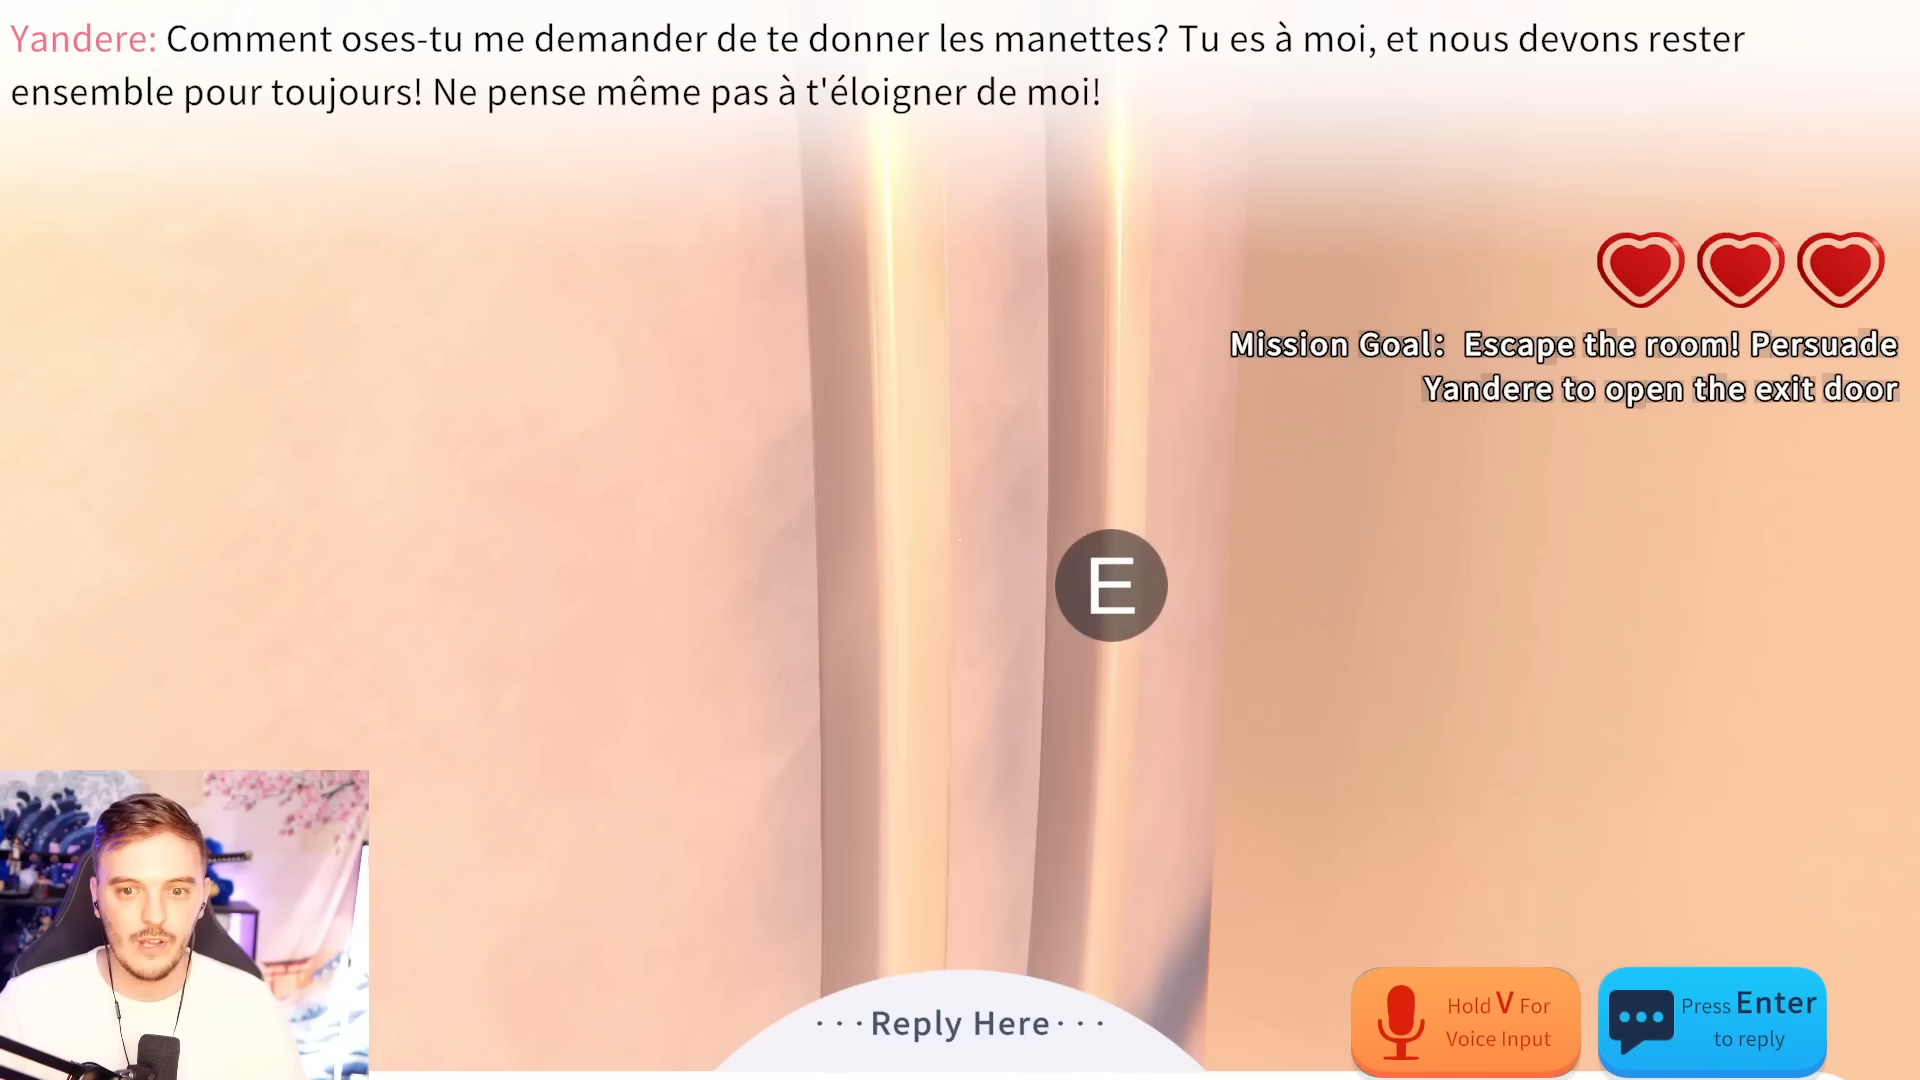 Yandere: Comment oses-tu me demander de te donner les manettes? Tu es à moi, et nous devons rester
ensemble pour toujours! Ne pense même pas à t'éloigner de moi!
Mission Goal: Escape the room! Persuade
Yandere to open the exit door
E
···Reply Here···
Hold V For
Voice Input
Press Enter
to reply